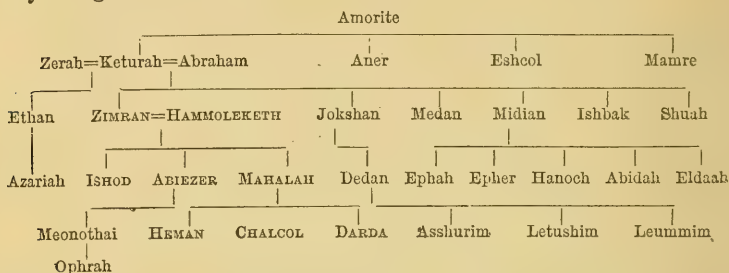 Amorite
Zerah=Keturah=Abraham Aner Eshcol Mamre
Ethan ZIMRAN=HAMMOLEKETH Jokshan Medan Midian Ishbak Shuah
Azariah ISHOD ABIEZER MAHALAH Dedan Ephah Epher Hanoch Abidah Eldaah
Meonothai HEMAN CHALCOL DARDA Asshurim Letushim Leummim
Ophrah